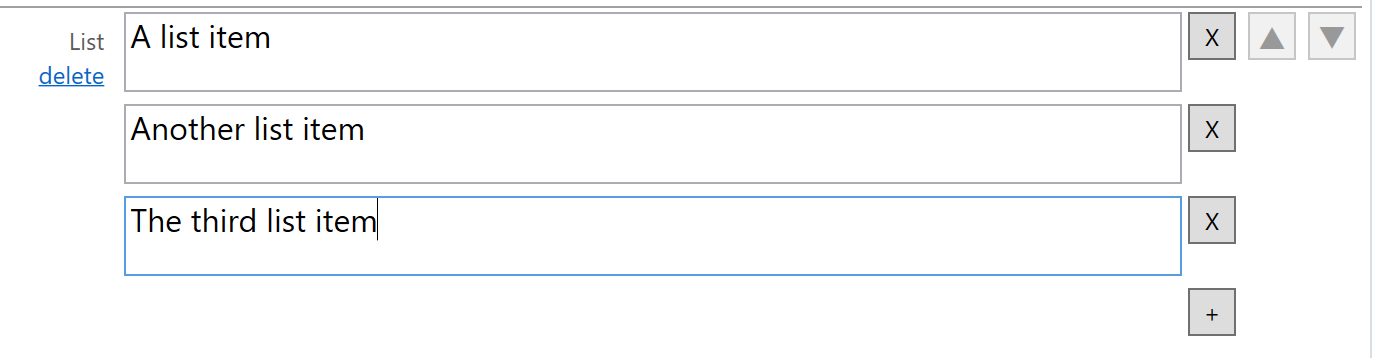 List
delete
A list item
X
▲
▼
Another list item
X
The third list item
X
+